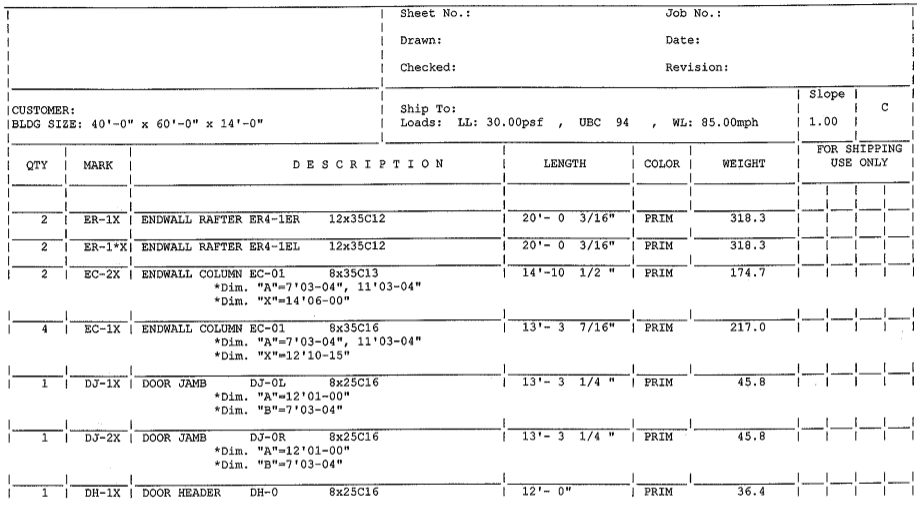 Sheet No.: Job No.:
Drawn: Date:
Checked: Revision:
CUSTOMER: Ship To: Slope C
BLDG SIZE: 40'-0" x 60'-0" x 14'-0" Loads: LL: 30.00psf , UBC 94 , WL: 85.00mph 1.00
QTY MARK D E S C R I P T I O N LENGTH COLOR WEIGHT FOR SHIPPING USE ONLY
2 ER-1X ENDWALL RAFTER ER4-1ER 12x35C12 20'- 0 3/16" PRIM 318.3
2 ER-1*X ENDWALL RAFTER ER4-1EL 12x35C12 20'- 0 3/16" PRIM 318.3
2 EC-2X ENDWALL COLUMN EC-01 8x35C13 14'-10 1/2 " PRIM 174.7
*Dim. "A"=7'03-04", 11'03-04"
*Dim. "X"=14'06-00"
4 EC-1X ENDWALL COLUMN EC-01 8x35C16 13'- 3 7/16" PRIM 217.0
*Dim. "A"=7'03-04", 11'03-04"
*Dim. "X"=12'10-15"
1 DJ-1X DOOR JAMB DJ-0L 8x25C16 13'- 3 1/4 " PRIM 45.8
*Dim. "A"=12'01-00"
*Dim. "B"=7'03-04"
1 DJ-2X DOOR JAMB DJ-0R 8x25C16 13'- 3 1/4 " PRIM 45.8
*Dim. "A"=12'01-00"
*Dim. "B"=7'03-04"
1 DH-1X DOOR HEADER DH-0 8x25C16 12'- 0" PRIM 36.4